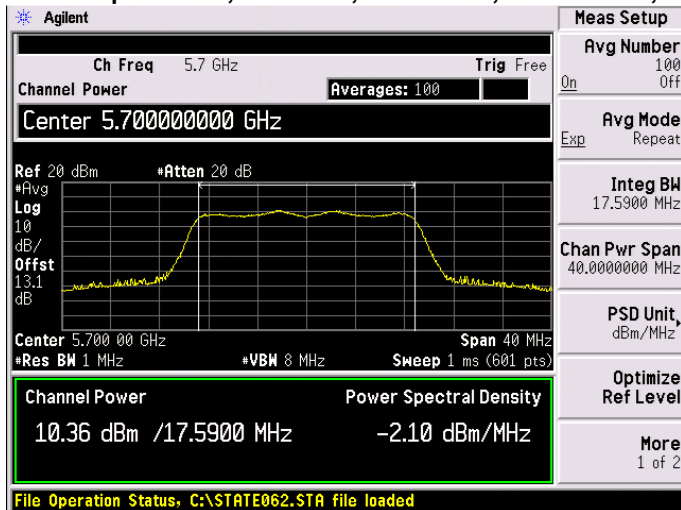 Agilent
Meas Setup
Ch Freq 5.7 GHz Trig Free
Channel Power Averages: 100
Center 5.700000000 GHz
Ref 20 dBm #Atten 20 dB
#Avg
Log
10
dB/
Offst
13.1
dB
Center 5.700 00 GHz Span 40 MHz
#Res BW 1 MHz #VBW 8 MHz Sweep 1 ms (601 pts)
Channel Power Power Spectral Density
10.36 dBm /17.5900 MHz -2.10 dBm/MHz
File Operation Status, C:\STATE062.STA file loaded
Avg Number
100
On Off
Avg Mode
Exp Repeat
Integ BW
17.5900 MHz
Chan Pwr Span
40.0000000 MHz
PSD Unit
dBm/MHz
Optimize
Ref Level
More
1 of 2